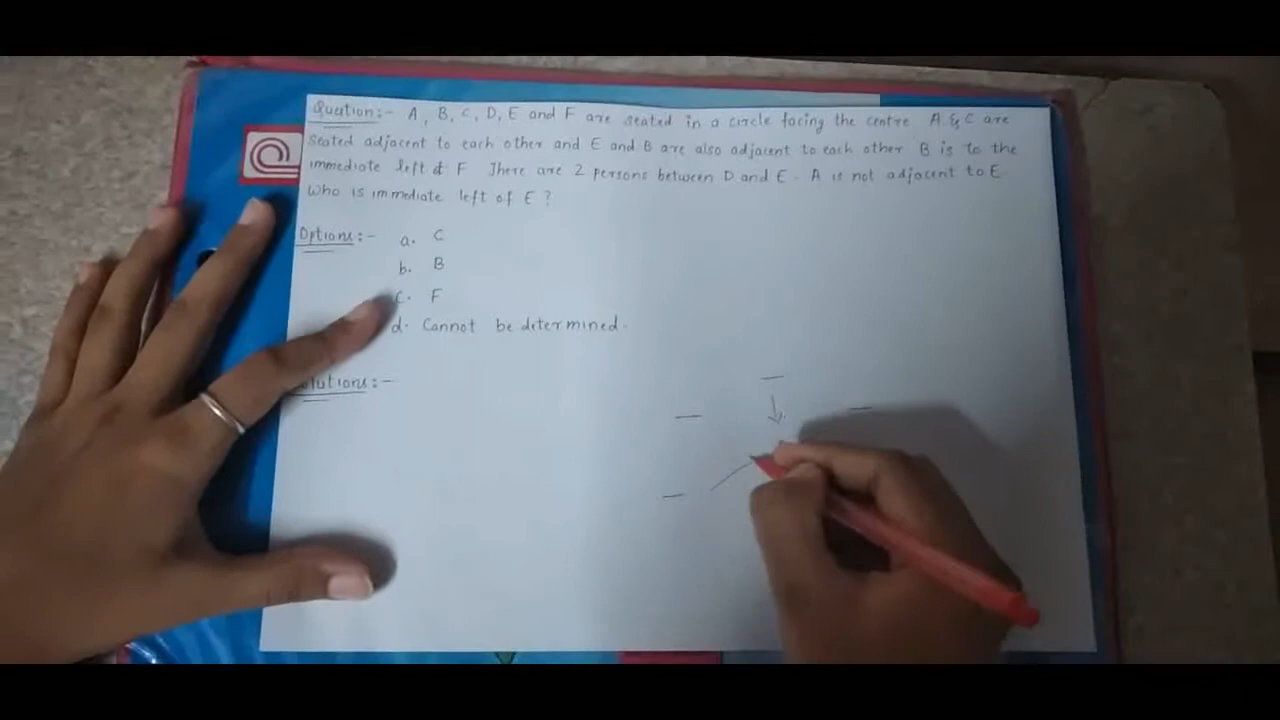 Question:- A, B, C, D, E and F are seated in a circle facing the centre A & C are
seated adjacent to each other and E and B are also adjacent to each other B is to the
immediate left of F There are 2 persons between D and E. A is not adjacent to E.
Who is immediate left of E ?
Options:- a. C
b. B
c. F
d. Cannot be determined.
olutions:-